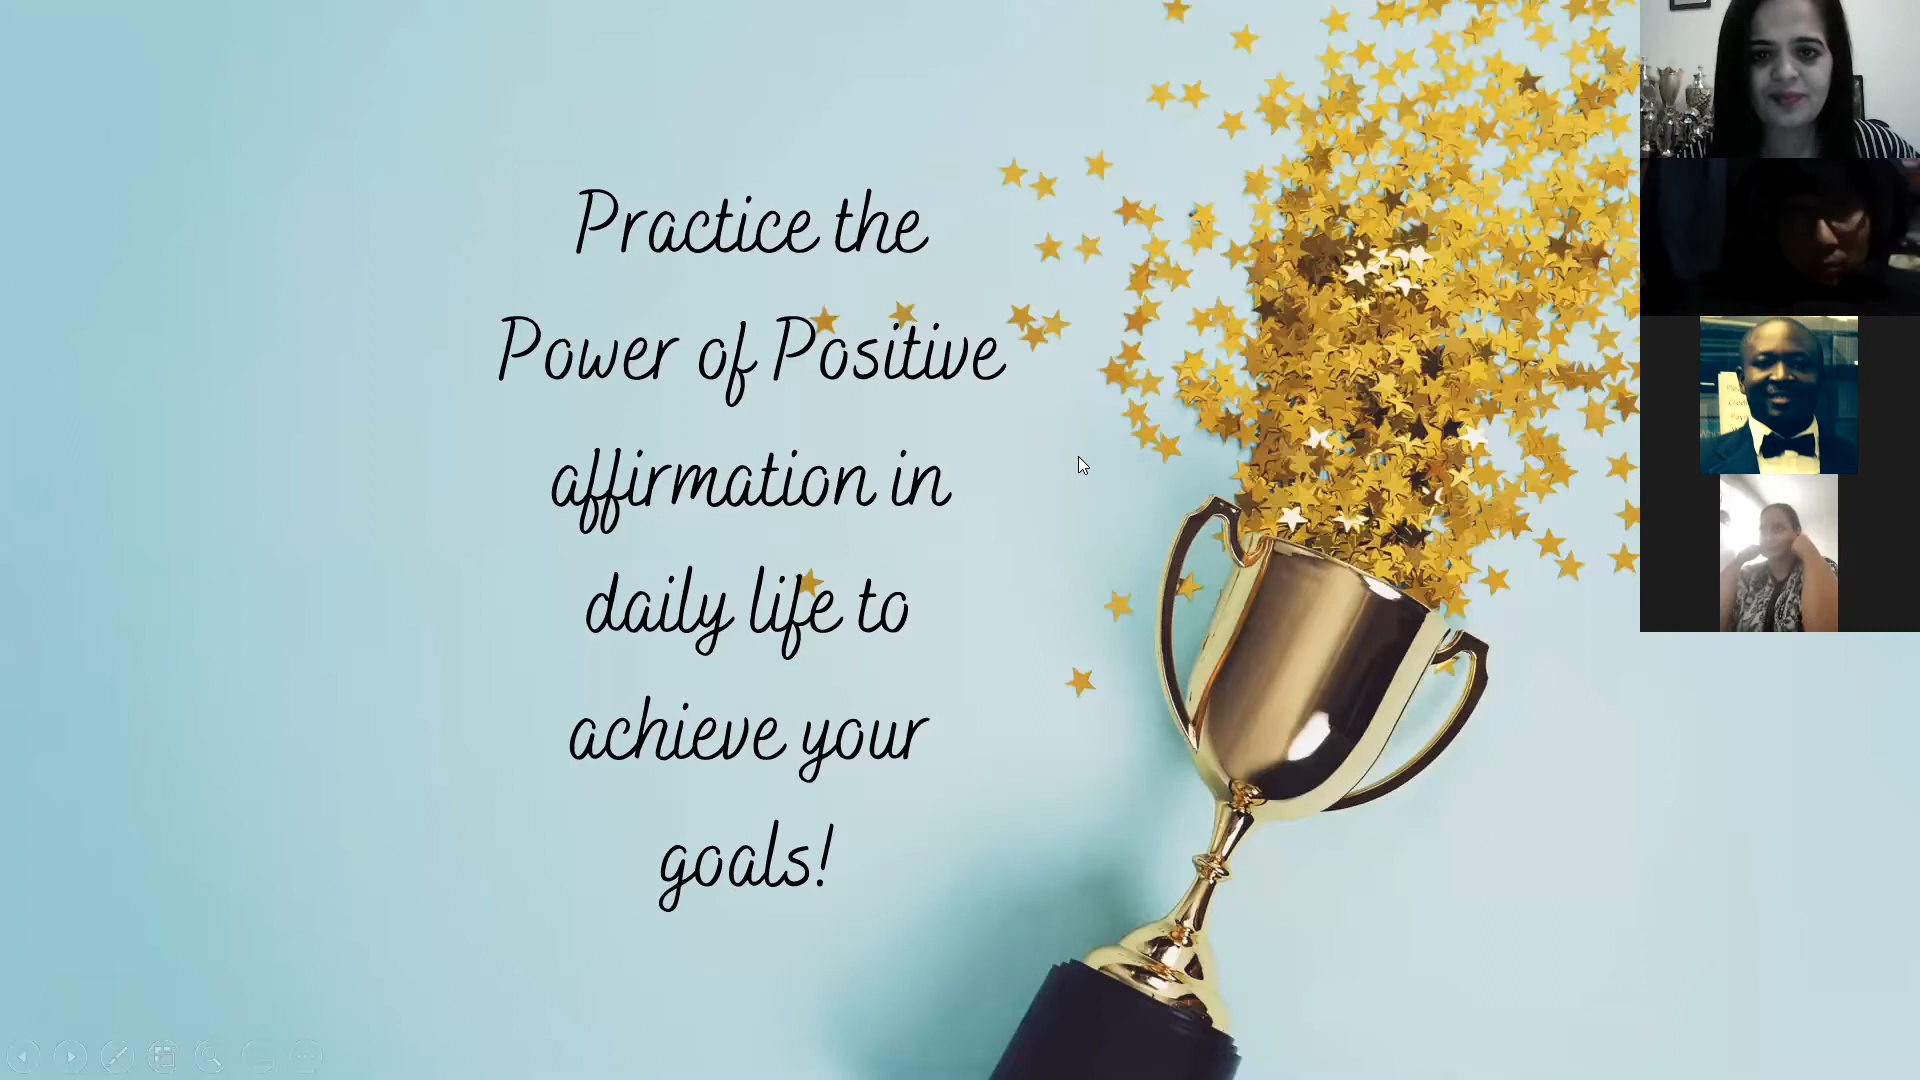 Practice the
Power of Positive
affirmation in
daily life to
achieve your
goals!